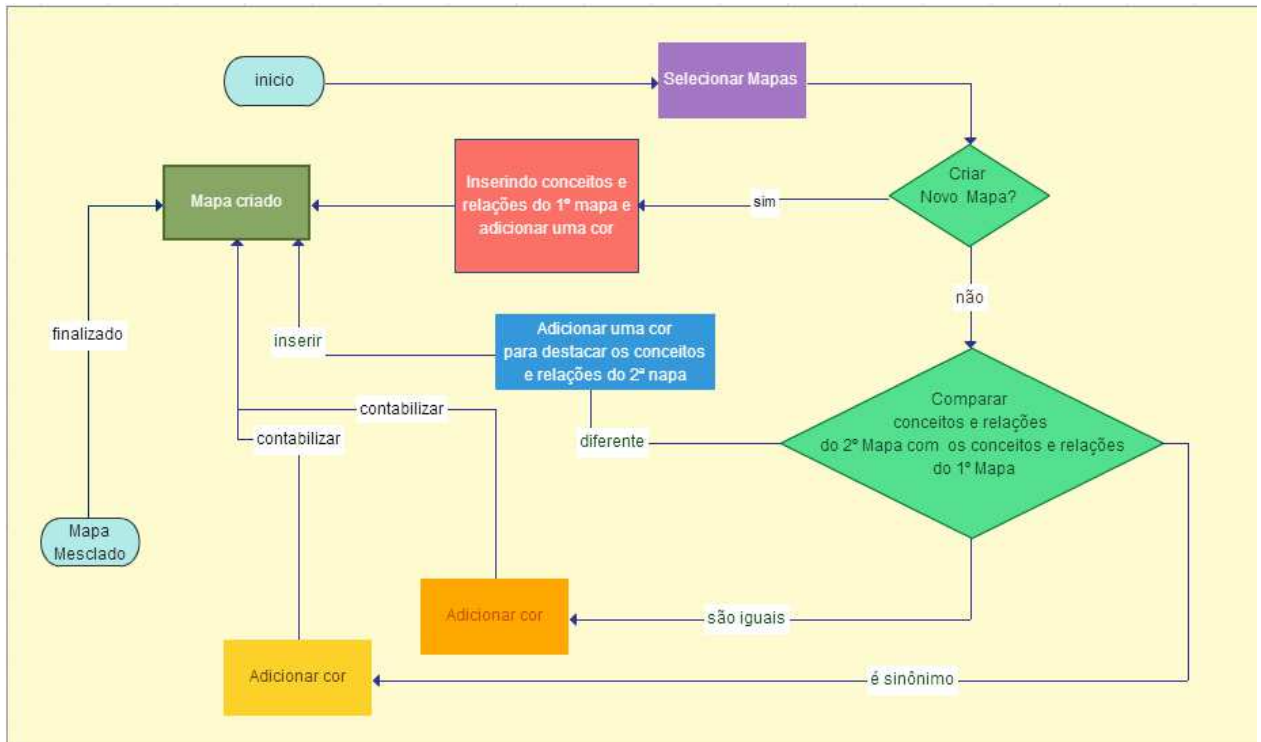 inicio
Selecionar Mapas
Criar
Novo Mapa?
sim
Inserindo conceitos e
relações do 1º mapa e
adicionar uma cor
Mapa criado
não
finalizado
inserir
Adicionar uma cor
para destacar os conceitos
e relações do 2ª napa
Comparar
conceitos e relações
do 2º Mapa com os conceitos e relações
do 1º Mapa
diferente
contabilizar
contabilizar
Mapa
Mesclado
Adicionar cor
são iguais
Adicionar cor
é sinônimo